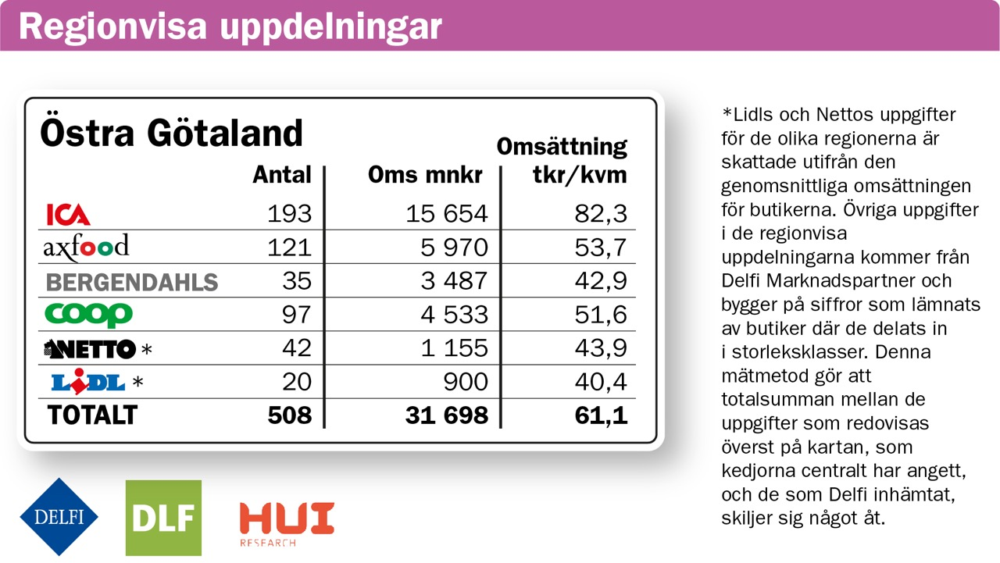 Regionvisa uppdelningar
Östra Götaland
Antal Oms mnkr Omsättning tkr/kvm
ICA 193 15 654 82,3
axfood 121 5 970 53,7
BERGENDAHLS 35 3 487 42,9
coop 97 4 533 51,6
NETTO * 42 1 155 43,9
LIDL * 20 900 40,4
TOTALT 508 31 698 61,1
*Lidls och Nettos uppgifter
för de olika regionerna är
skattade utifrån den
genomsnittliga omsättningen
för butikerna. Övriga uppgifter
i de regionvisa
uppdelningarna kommer från
Delfi Marknadspartner och
bygger på siffror som lämnats
av butiker där de delats in
i storleksklasser. Denna
mätmetod gör att
totalsumman mellan de
uppgifter som redovisas
överst på kartan, som
kedjorna centralt har angett,
och de som Delfi inhämtat,
skiljer sig något åt.
DELFI
DLF
HUI
RESEARCH